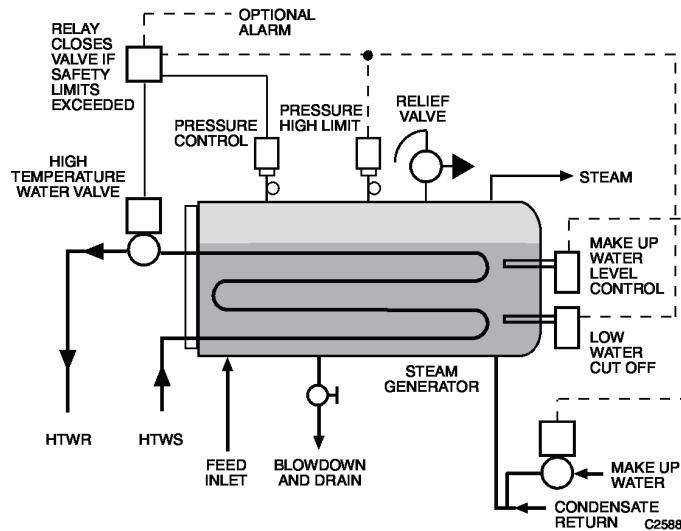 OPTIONAL
ALARM
RELAY
CLOSES
VALVE IF
SAFETY
LIMITS
EXCEEDED
PRESSURE
CONTROL
PRESSURE
HIGH LIMIT
RELIEF
VALVE
HIGH
TEMPERATURE
WATER VALVE
STEAM
MAKE UP
WATER
LEVEL
CONTROL
LOW
WATER
CUT OFF
STEAM
GENERATOR
HTWR
HTWS
FEED
INLET
BLOWDOWN
AND DRAIN
MAKE UP
WATER
CONDENSATE
RETURN
C2588